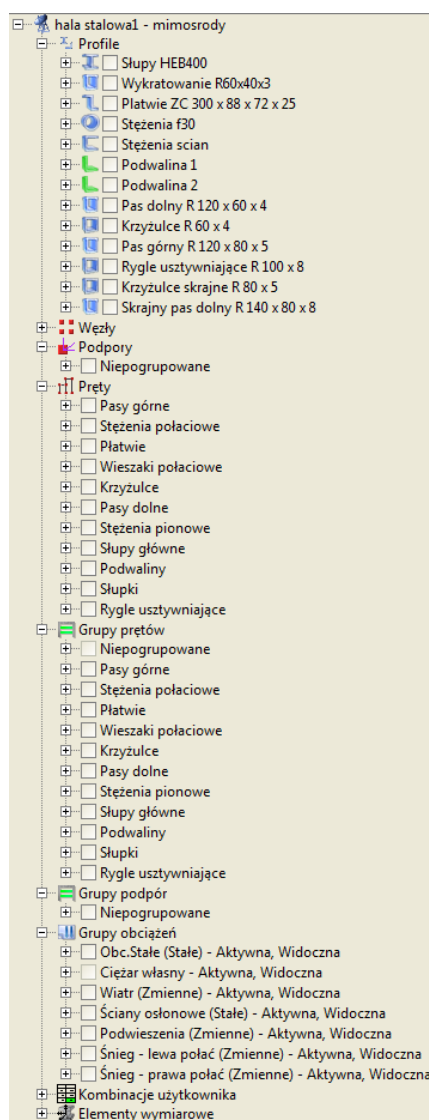 hala stalowa1 - mimosrody
Profile
Słupy HEB400
Wykratowanie R60x40x3
Platwie ZC 300 x 88 x 72 x 25
Stężenia f30
Stężenia scian
Podwalina 1
Podwalina 2
Pas dolny R 120 x 60 x 4
Krzyżulce R 60 x 4
Pas górny R 120 x 80 x 5
Rygle usztywniające R 100 x 8
Krzyżulce skrajne R 80 x 5
Skrajny pas dolny R 140 x 80 x 8
Węzły
Podpory
Niepogrupowane
Pręty
Pasy górne
Stężenia połaciowe
Płatwie
Wieszaki połaciowe
Krzyżulce
Pasy dolne
Stężenia pionowe
Słupy główne
Podwaliny
Słupki
Rygle usztywniające
Grupy prętów
Niepogrupowane
Pasy górne
Stężenia połaciowe
Płatwie
Wieszaki połaciowe
Krzyżulce
Pasy dolne
Stężenia pionowe
Słupy główne
Podwaliny
Słupki
Rygle usztywniające
Grupy podpór
Niepogrupowane
Grupy obciążeń
Obc.Stałe (Stałe) - Aktywna, Widoczna
Ciężar własny - Aktywna, Widoczna
Wiatr (Zmienne) - Aktywna, Widoczna
Ściany osłonowe (Stałe) - Aktywna, Widoczna
Podwieszenia (Zmienne) - Aktywna, Widoczna
Śnieg - lewa połać (Zmienne) - Aktywna, Widoczna
Śnieg - prawa połać (Zmienne) - Aktywna, Widoczna
Kombinacje użytkownika
Elementy wymiarowe